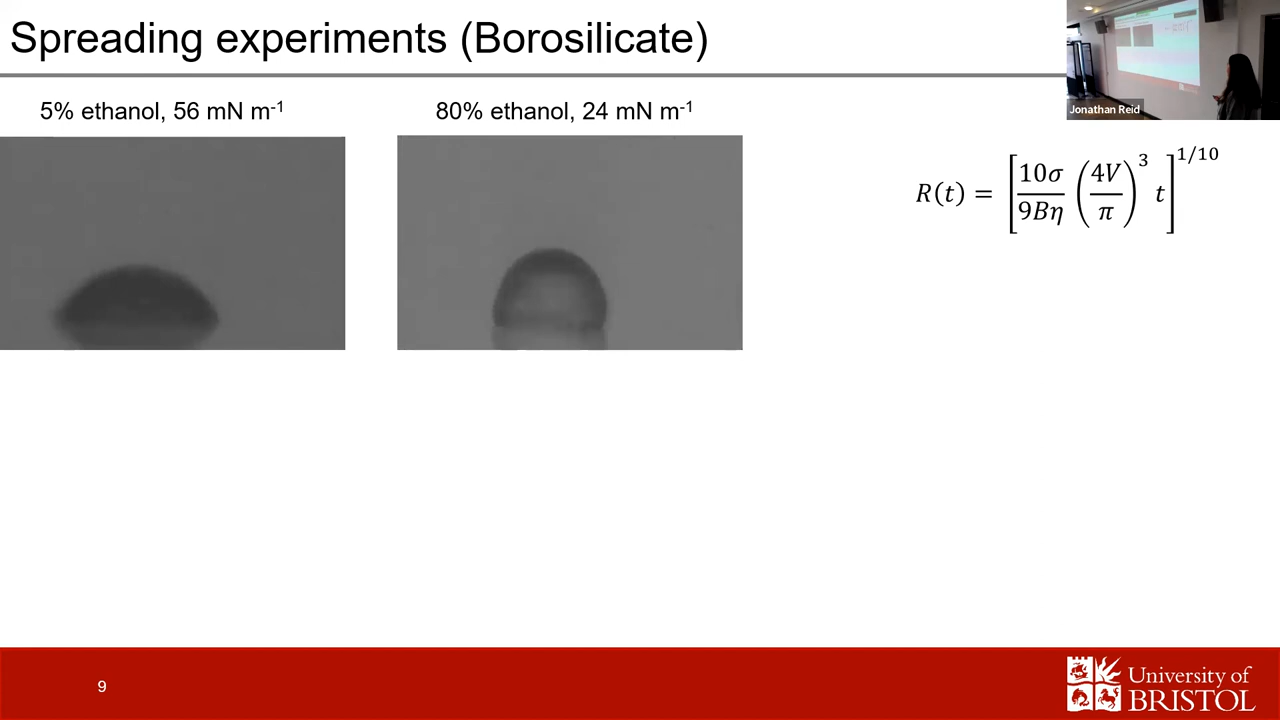 Spreading experiments (Borosilicate)
Jonathan Reid
5% ethanol, 56 mN m⁻¹
80% ethanol, 24 mN m⁻¹
R(t) = [10σ/9Bη (4V/π)³ t]^1/10
9
University of
BRISTOL